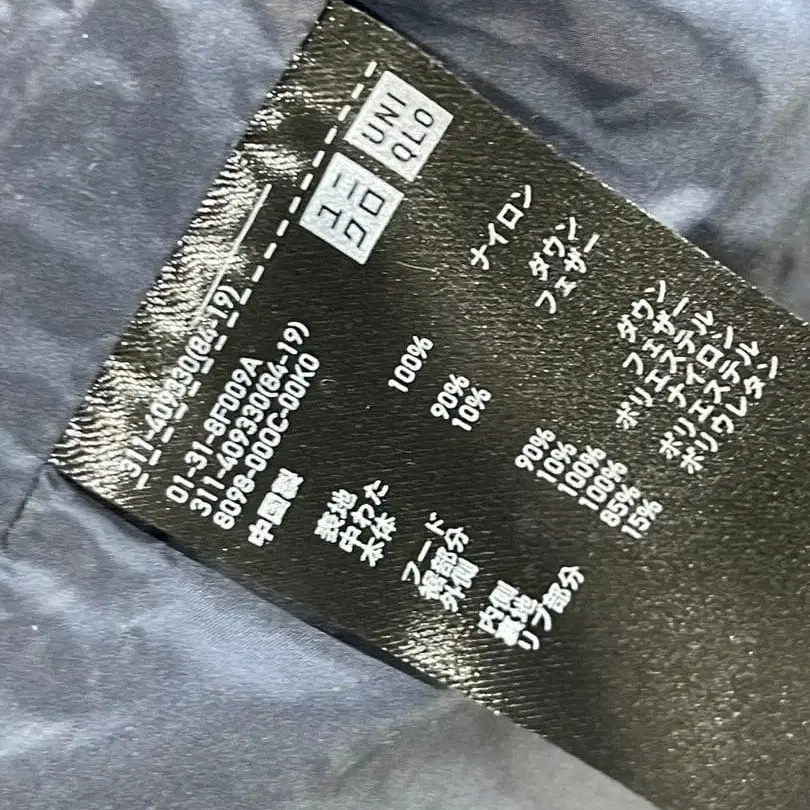 UNI
QLO
ユニ
クロ
311-409330(84-19)
01-31-8F009A
311-409330(84-19)
8098-000C-00K0
中国製
表地 100% ナイロン
中わた
本体 90% ダウン
10% フェザー
フード
部分
外側 90% ダウン
10% フェザー
内側 100% ポリエステル
裏地 100% ナイロン
リブ部分 85% ポリエステル
15% ポリウレタン